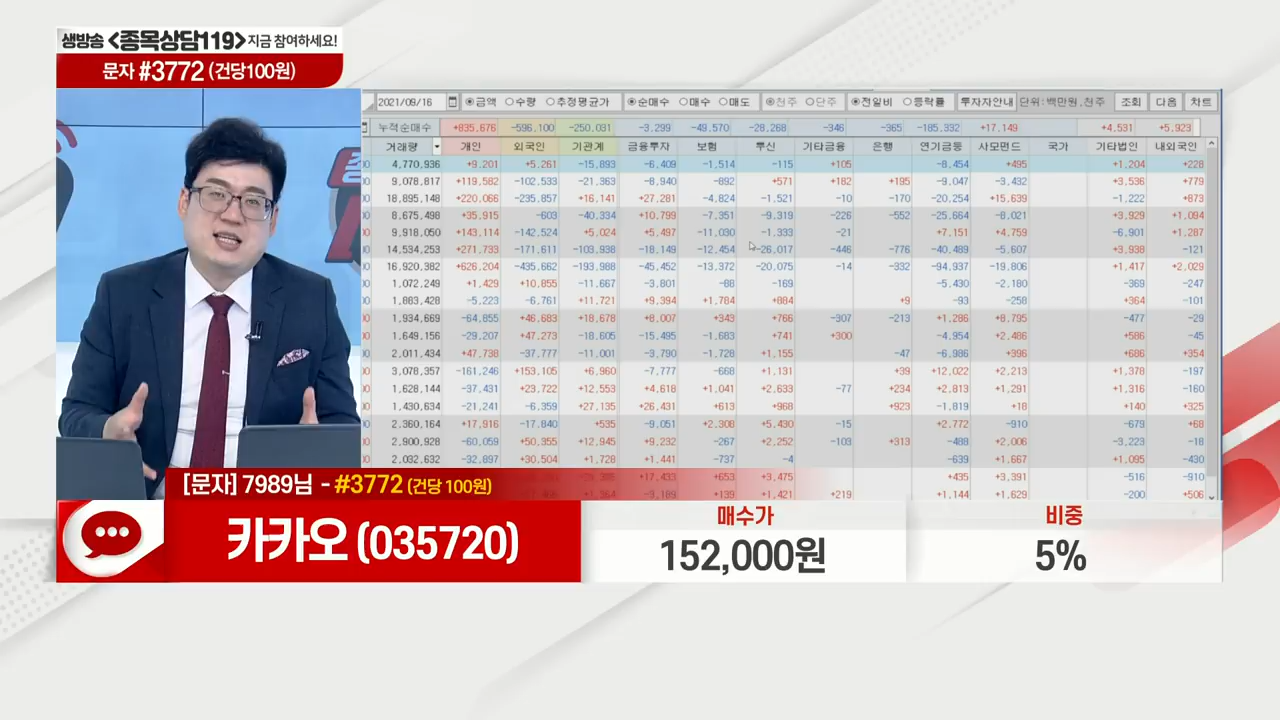 생방송 <종목상담119> 지금 참여하세요!
문자 #3772 (건당100원)
2021/09/16 금액 수량 추정평균가 순매수 매수 매도 천주 단주 전일비 등락률 투자자안내 단위:백만원,천주 조회 다음 차트
누적순매수 +835,676 -596,100 -250,031 -3,299 -49,570 -28,268 -346 -365 -185,332 +17,149 +4,531 +5,923
거래량 개인 외국인 기관계 금융투자 보험 투신 기타금융 은행 연기금등 사모펀드 국가 기타법인 내외국인
4,770,936 +9,201 +5,261 -15,893 -6,409 -1,514 -115 +105 -8,454 +495 +1,204 +228
9,078,817 +119,582 -102,533 -21,363 -8,940 -892 +571 +182 +195 -9,047 -3,432 +3,536 +779
18,895,148 +220,066 -235,857 +16,141 +27,281 -4,824 -1,521 -10 -170 -20,254 +15,639 -1,222 +873
8,675,498 +35,915 -603 -40,334 +10,799 -7,351 -9,319 -226 -552 -25,664 -8,021 +3,929 +1,094
9,918,050 +143,114 -142,524 +5,024 +5,497 -11,030 -1,333 -21 +7,151 +4,759 -6,901 +1,287
14,534,253 +271,733 -171,611 -103,938 -18,149 -12,454 -26,017 -446 -776 -40,489 -5,607 +3,938 -121
16,920,382 +626,204 -435,662 -193,988 -45,452 -13,372 -20,075 -14 -332 -94,937 -19,806 +1,417 +2,029
1,072,249 +1,429 +10,855 -11,667 -3,801 -88 -169 -5,430 -2,180 -369 -247
1,883,428 -5,223 -6,761 +11,721 +9,394 +1,784 +884 +9 -93 -258 +364 -101
1,934,669 -64,855 +46,683 +18,678 +8,007 +343 +766 -307 -213 +1,286 +8,795 -477 -29
1,649,156 -29,207 +47,273 -18,605 -15,495 -1,683 +741 +300 -4,954 +2,486 +586 -45
2,011,434 +47,738 -37,777 -11,001 -3,790 -1,728 +1,155 -47 -6,986 +396 +686 +354
3,078,357 -161,246 +153,105 +6,960 -7,777 -668 +1,131 +39 +12,022 +2,213 +1,378 -197
1,628,144 -37,431 +23,722 +12,553 +4,618 +1,041 +2,633 -77 +234 +2,813 +1,291 +1,316 -160
1,430,634 -21,241 -6,359 +27,135 +26,431 +613 +968 +923 -1,819 +18 +140 +325
2,360,164 +17,916 -17,840 +535 -9,051 +2,308 +5,430 -15 +2,772 -910 -679 +68
2,900,928 -60,059 +50,355 +12,945 +9,232 -267 +2,252 -103 +313 -488 +2,006 -3,223 -18
2,032,632 -32,897 +30,504 +1,728 +1,441 -737 -4 -639 +1,667 +1,095 -430
+17,433 +653 +3,475 +435 +3,391 -516 -910
+139 +1,421 +219 +1,144 +1,629 -200 +506
[문자] 7989님 - #3772 (건당 100원)
카카오 (035720)
매수가
152,000원
비중
5%